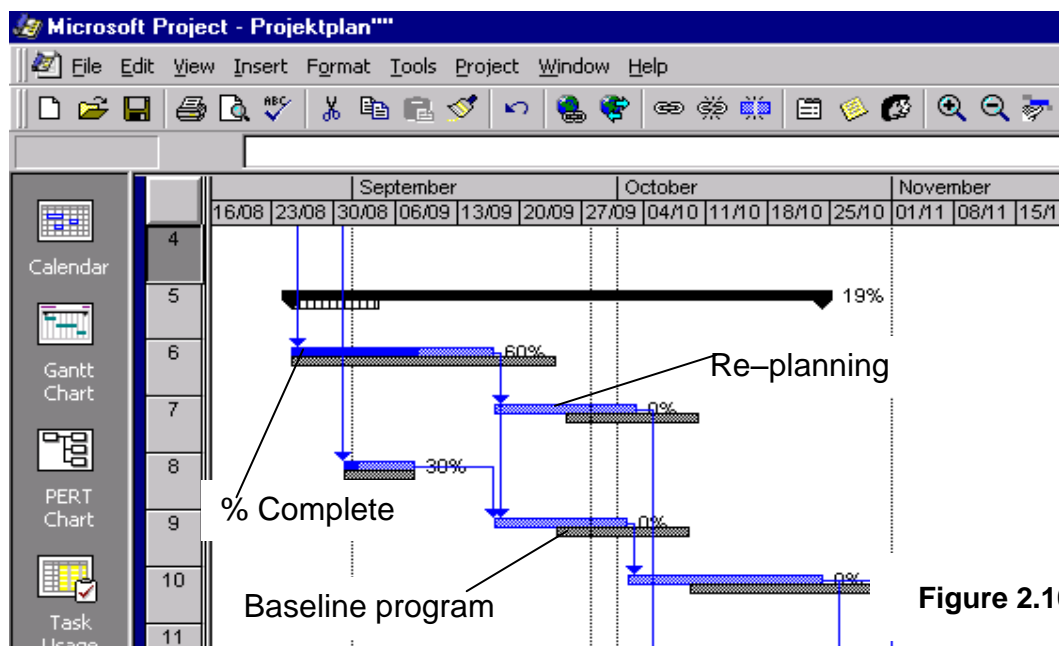 Microsoft Project - Projektplan""
File Edit View Insert Format Tools Project Window Help
ABC
September October November
16/08 23/08 30/08 06/09 13/09 20/09 27/09 04/10 11/10 18/10 25/10 01/11 08/11 15/1
4
Calendar
5 19%
6 60%
Gantt
Chart
Re–planning
7 0%
8 30%
PERT
Chart
% Complete
9 0%
10 0%
Baseline program
Figure 2.10
Task
Usage
11